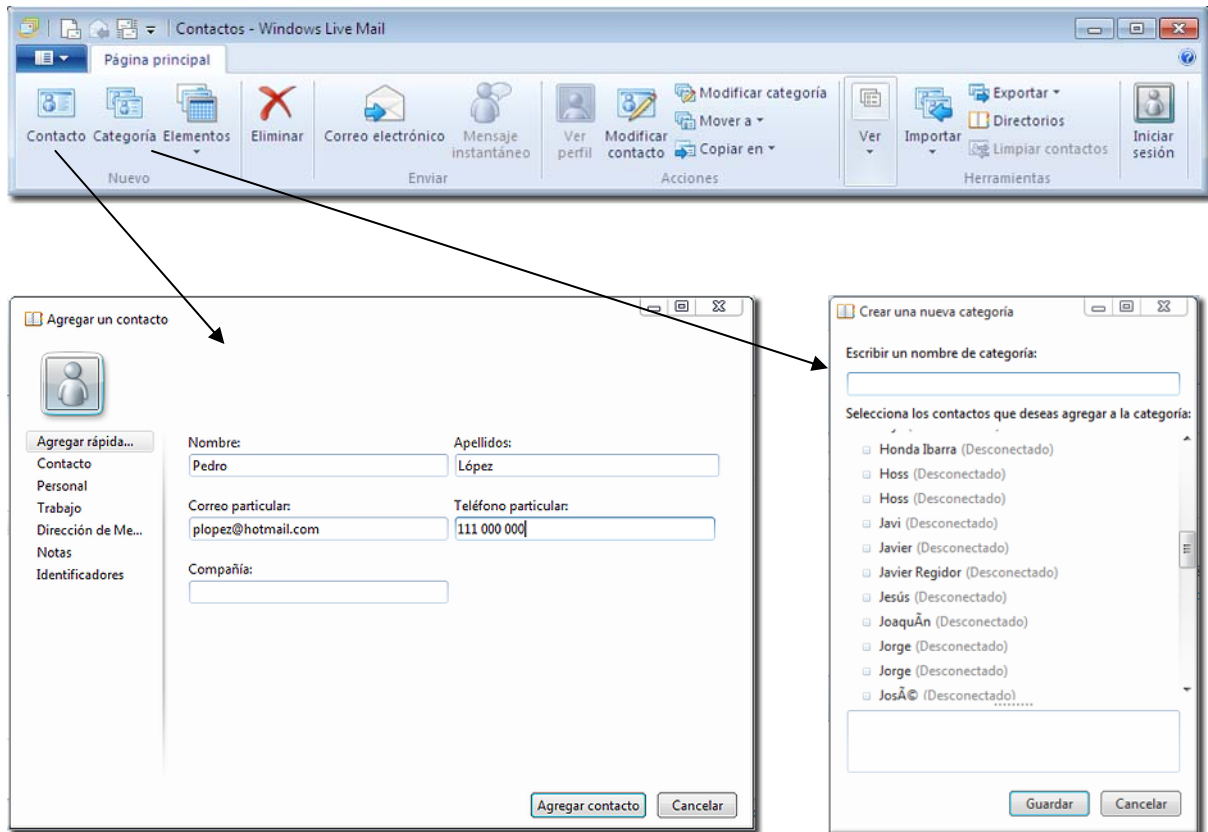 Contactos - Windows Live Mail
Página principal
Contacto Categoría Elementos
Nuevo
Eliminar
Correo electrónico Mensaje instantáneo
Enviar
Ver perfil
Modificar contacto
Modificar categoría
Mover a
Copiar en
Acciones
Ver
Importar
Exportar
Directorios
Limpiar contactos
Herramientas
Iniciar sesión
Agregar un contacto
Agregar rápida...
Contacto
Personal
Trabajo
Dirección de Me...
Notas
Identificadores
Nombre: Apellidos:
Pedro López
Correo particular: Teléfono particular:
plopez@hotmail.com 111 000 000
Compañía:
Agregar contacto Cancelar
Crear una nueva categoría
Escribir un nombre de categoría:
Selecciona los contactos que deseas agregar a la categoría:
Honda Ibarra (Desconectado)
Hoss (Desconectado)
Hoss (Desconectado)
Javi (Desconectado)
Javier (Desconectado)
Javier Regidor (Desconectado)
Jesús (Desconectado)
JoaquÃn (Desconectado)
Jorge (Desconectado)
Jorge (Desconectado)
JosÃ© (Desconectado)
Guardar Cancelar